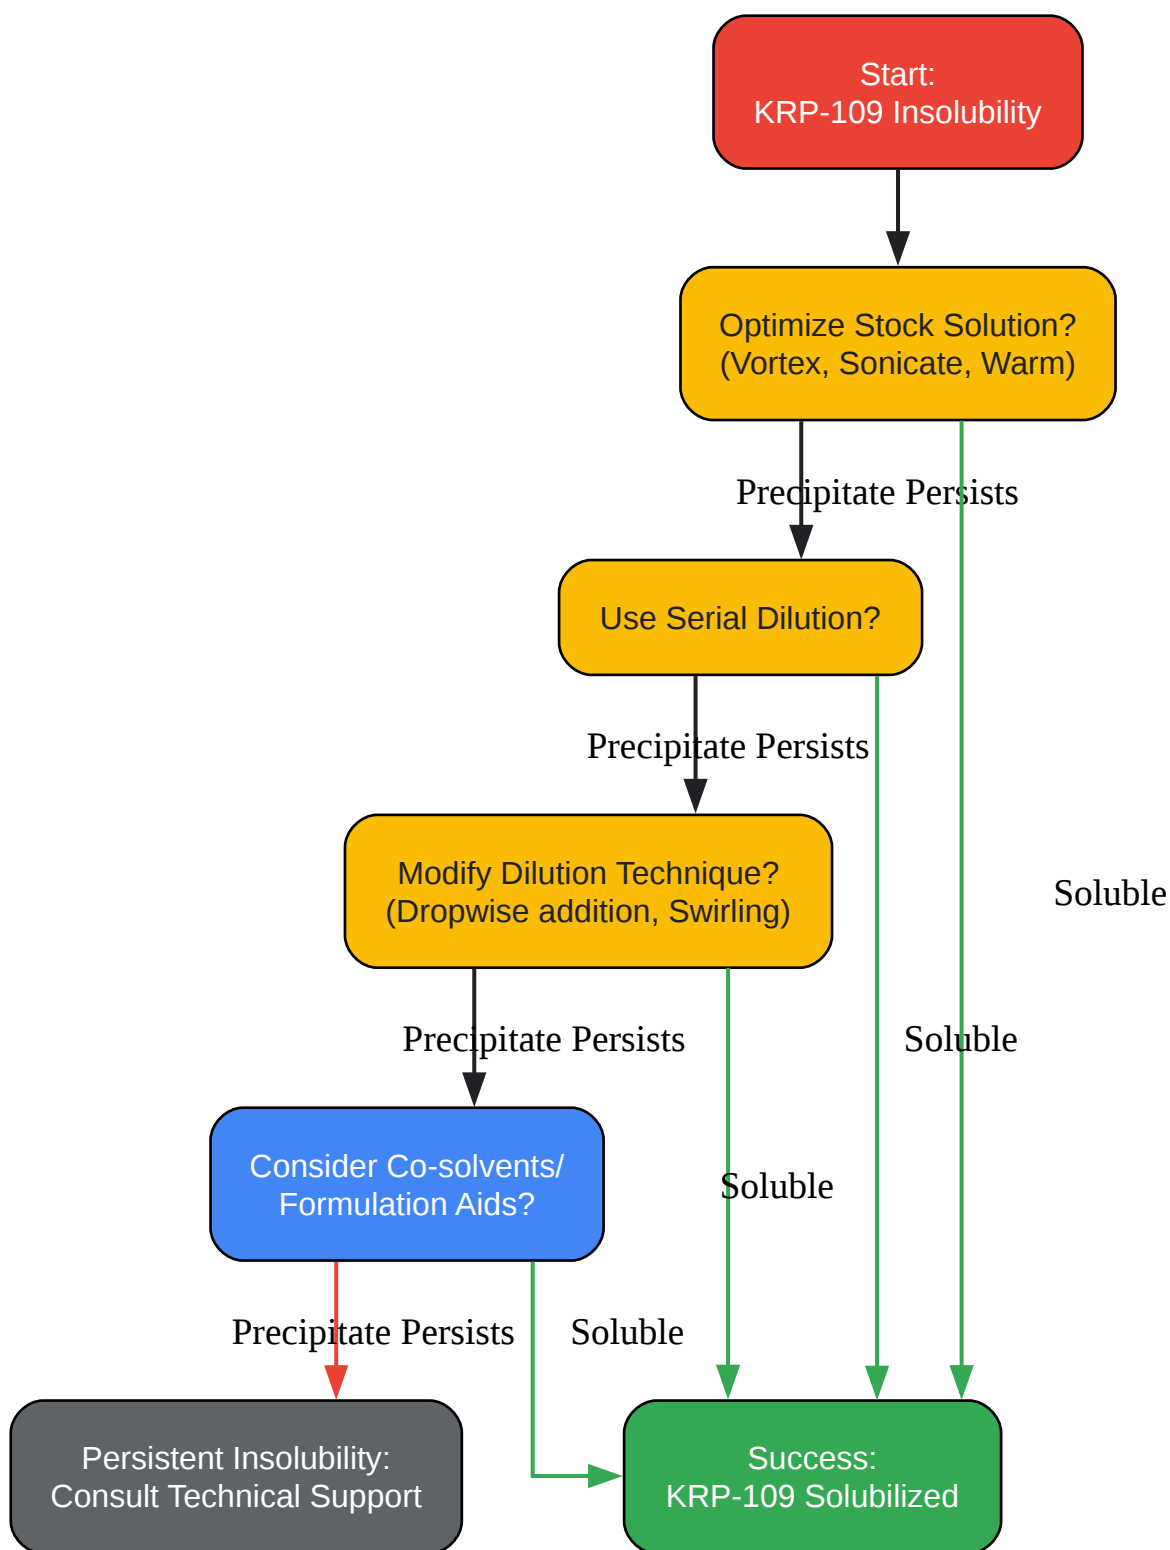 Start:
KRP-109 Insolubility
Optimize Stock Solution?
(Vortex, Sonicate, Warm)
Precipitate Persists
Use Serial Dilution?
Precipitate Persists
Modify Dilution Technique?
(Dropwise addition, Swirling)
Soluble
Precipitate Persists
Soluble
Consider Co-solvents/
Formulation Aids?
Soluble
Precipitate Persists
Soluble
Persistent Insolubility:
Consult Technical Support
Success:
KRP-109 Solubilized